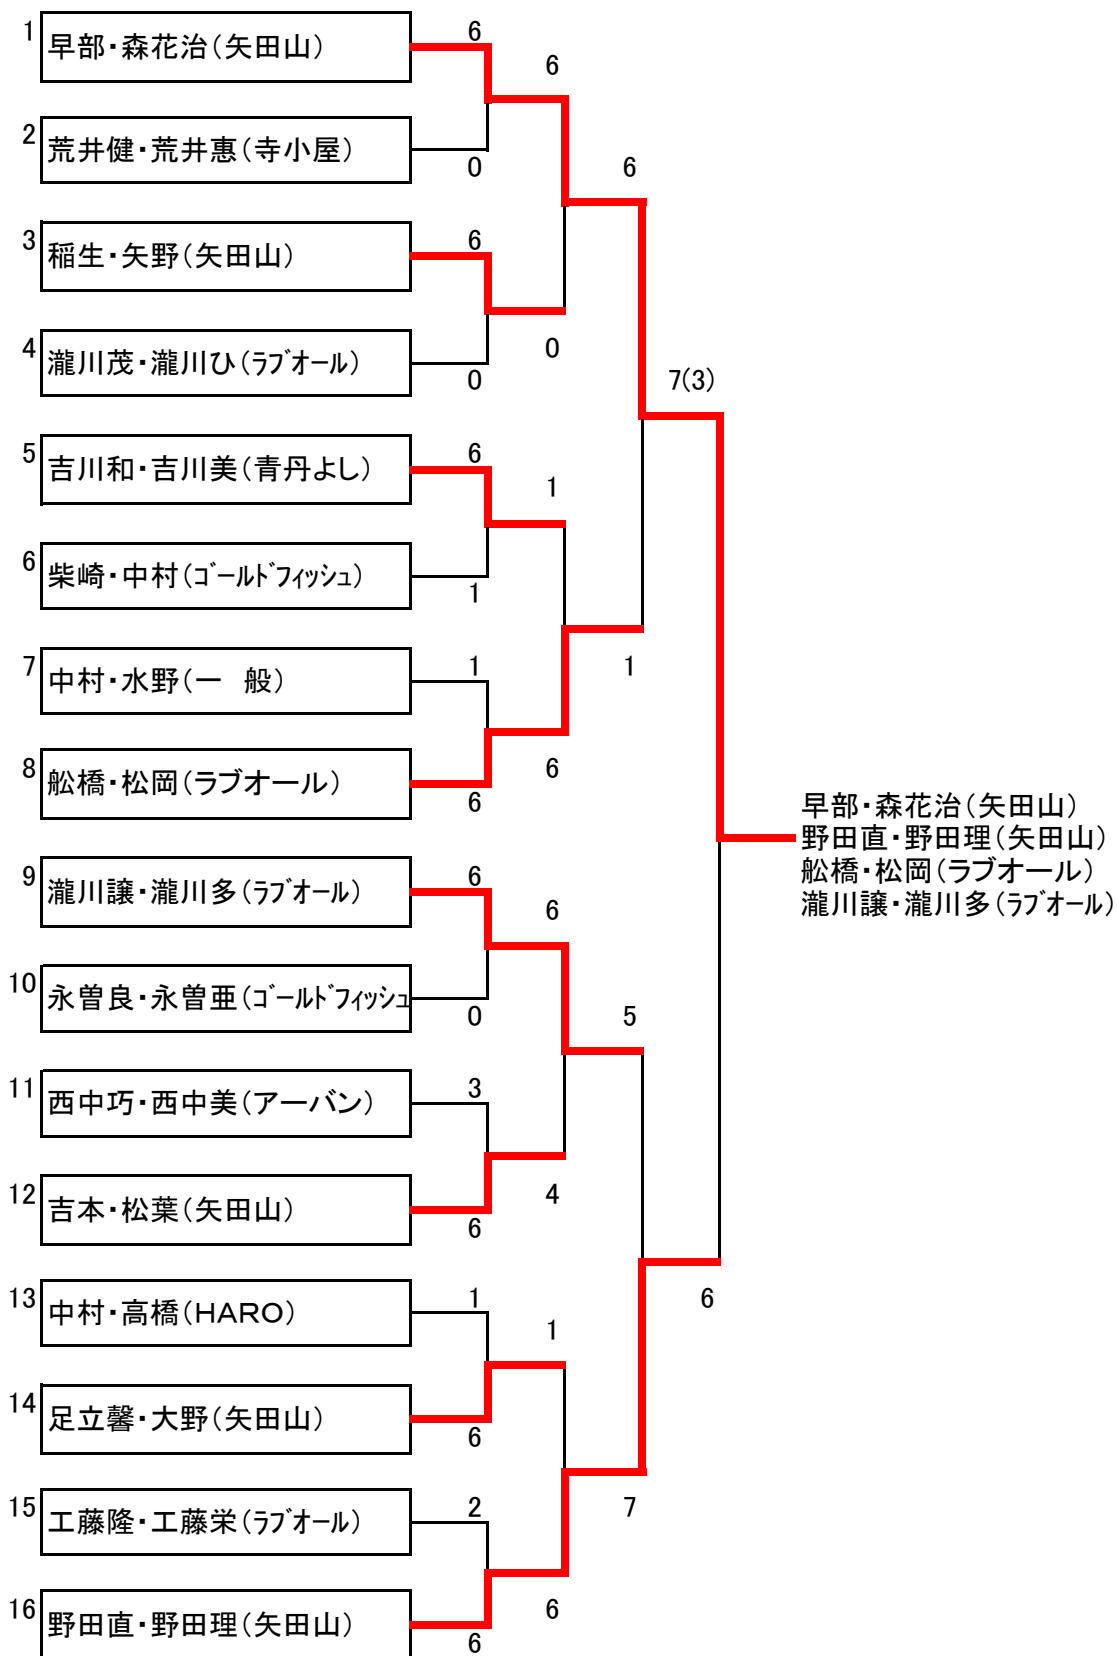 1 早部・森花治(矢田山)
6
6
2 荒井健・荒井惠(寺小屋)
0
6
3 稲生・矢野(矢田山)
6
0
4 瀧川茂・瀧川ひ(ﾗﾌﾞｵｰﾙ)
0
7(3)
5 吉川和・吉川美(青丹よし)
6
1
6 柴崎・中村(ｺﾞｰﾙﾄﾞﾌｨｯｼｭ)
1
7 中村・水野(一　般)
1
1
8 舩橋・松岡(ラブオール)
6
6
早部・森花治(矢田山)
野田直・野田理(矢田山)
舩橋・松岡(ラブオール)
瀧川譲・瀧川多(ﾗﾌﾞｵｰﾙ)
9 瀧川譲・瀧川多(ﾗﾌﾞｵｰﾙ)
6
6
10 永曽良・永曽亜(ｺﾞｰﾙﾄﾞﾌｨｯｼｭ
0
5
11 西中巧・西中美(アーバン)
3
12 吉本・松葉(矢田山)
6
4
13 中村・高橋(HARO)
1
1
6
14 足立馨・大野(矢田山)
6
15 工藤隆・工藤栄(ﾗﾌﾞｵｰﾙ)
2
7
16 野田直・野田理(矢田山)
6
6